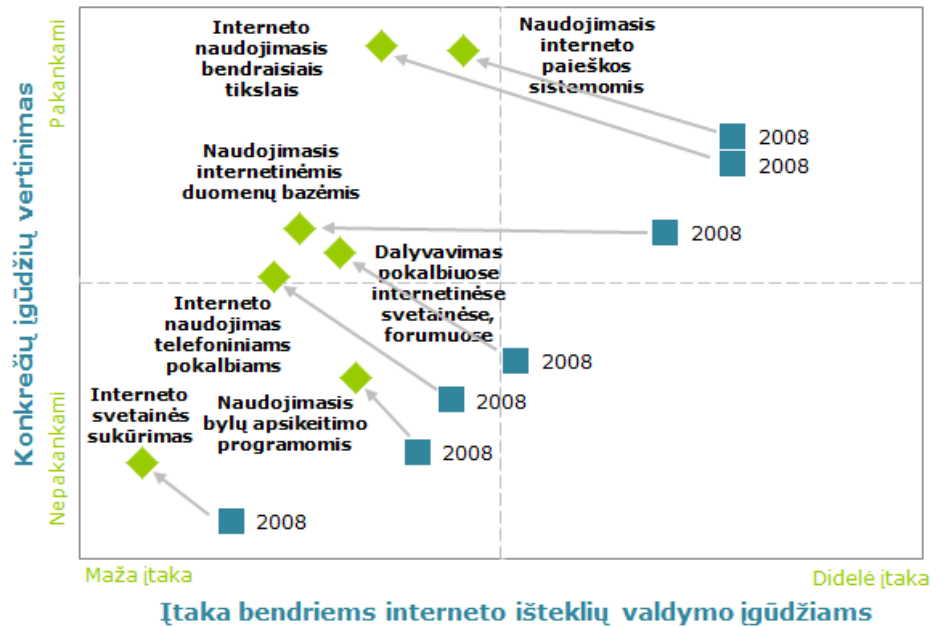 Interneto
naudojimasis
bendraisiais
tikslais
Naudojimasis
interneto
paieškos
sistemomis
2008
2008
Naudojimasis
internetinėmis
duomenų bazėmis
2008
Dalyvavimas
pokalbiuose
internetinėse
svetainėse,
forumuose
Interneto
naudojimas
telefoniniams
pokalbiams
2008
2008
Interneto
svetainės
sukūrimas
Naudojimasis
bylų apsikeitimo
programomis
2008
2008
Pakankami
Nepakankami
Konkrečių įgūdžių vertinimas
Maža įtaka
Didelė įtaka
Įtaka bendriems interneto išteklių valdymo įgūdžiams